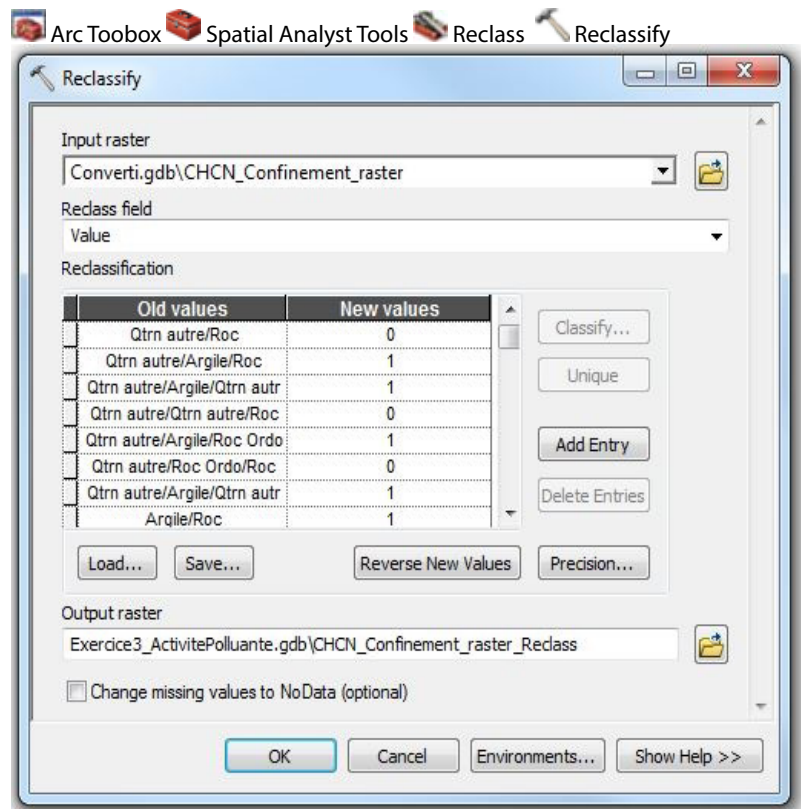 Arc Toobox Spatial Analyst Tools Reclass Reclassify
Reclassify
Input raster
Converti.gdb\CHCN_Confinement_raster
Reclass field
Value
Reclassification
Old values New values
Qtrn autre/Roc 0
Qtrn autre/Argile/Roc 1
Qtrn autre/Argile/Qtrn autr 1
Qtrn autre/Qtrn autre/Roc 0
Qtrn autre/Argile/Roc Ordo 1
Qtrn autre/Roc Ordo/Roc 0
Qtrn autre/Argile/Qtrn autr 1
Argile/Roc 1
Classify...
Unique
Add Entry
Delete Entries
Load... Save... Reverse New Values Precision...
Output raster
Exercice3_ActivitePolluante.gdb\CHCN_Confinement_raster_Reclass
Change missing values to NoData (optional)
OK Cancel Environments... Show Help >>